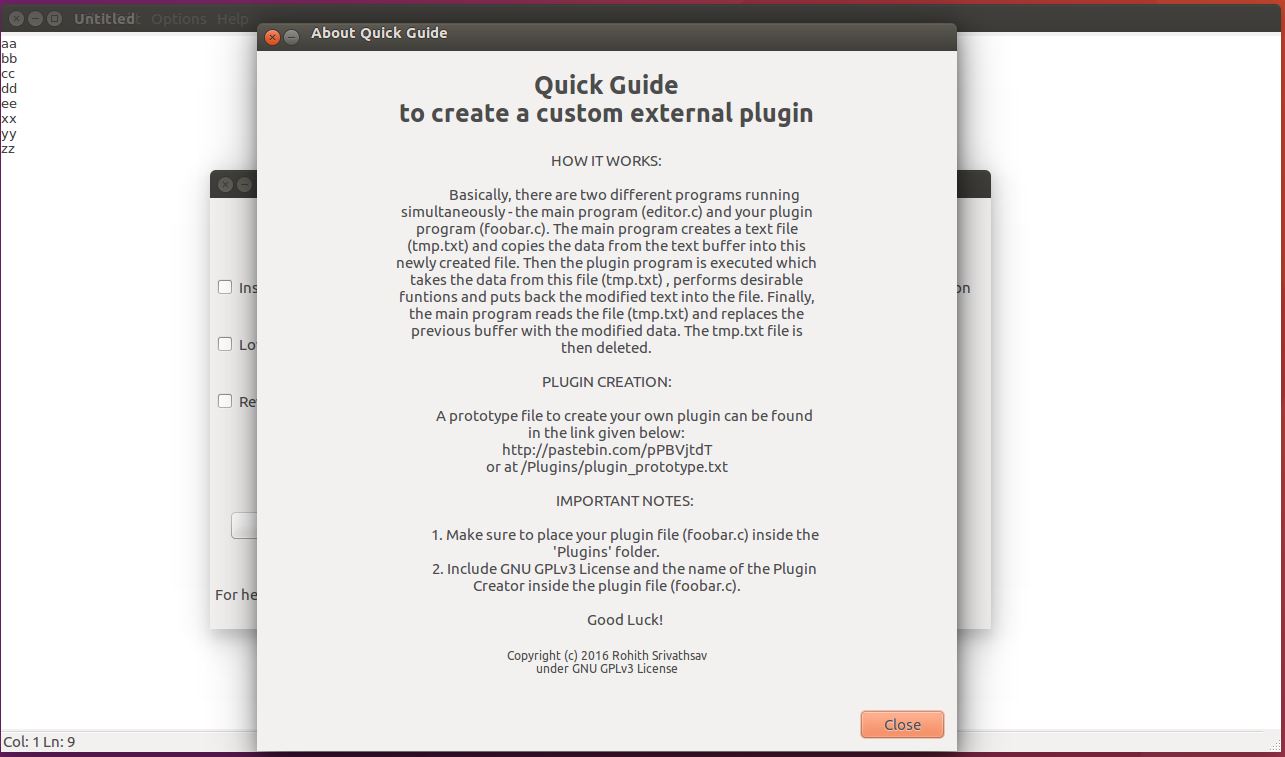 Untitled
Options Help
About Quick Guide
aa
bb
cc
dd
ee
xx
yy
zz
Quick Guide
to create a custom external plugin
HOW IT WORKS:
Basically, there are two different programs running
simultaneously - the main program (editor.c) and your plugin
program (foobar.c). The main program creates a text file
(tmp.txt) and copies the data from the text buffer into this
newly created file. Then the plugin program is executed which
takes the data from this file (tmp.txt) , performs desirable
funtions and puts back the modified text into the file. Finally,
the main program reads the file (tmp.txt) and replaces the
previous buffer with the modified data. The tmp.txt file is
then deleted.
PLUGIN CREATION:
A prototype file to create your own plugin can be found
in the link given below:
http://pastebin.com/pPBVjtdT
or at /Plugins/plugin_prototype.txt
IMPORTANT NOTES:
1. Make sure to place your plugin file (foobar.c) inside the
'Plugins' folder.
2. Include GNU GPLv3 License and the name of the Plugin
Creator inside the plugin file (foobar.c).
Good Luck!
Copyright (c) 2016 Rohith Srivathsav
under GNU GPLv3 License
Close
For he
Col: 1 Ln: 9